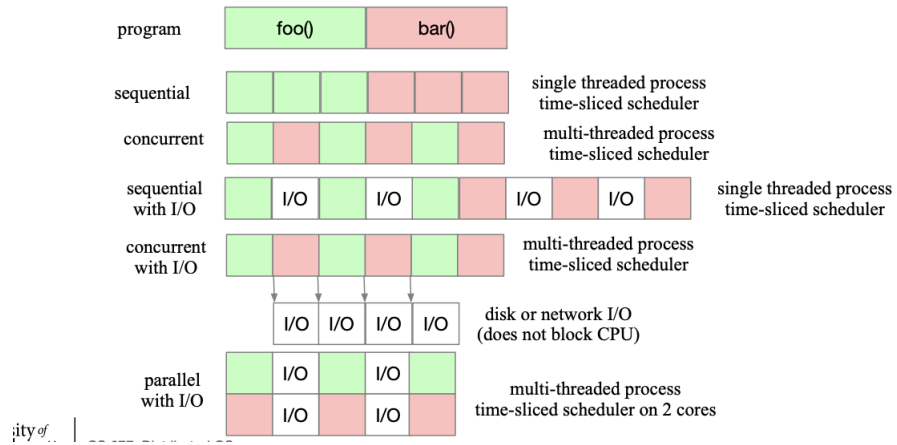 program
foo()
bar()
sequential
single threaded process
time-sliced scheduler
concurrent
multi-threaded process
time-sliced scheduler
sequential
with I/O
I/O
I/O
I/O
I/O
single threaded process
time-sliced scheduler
concurrent
with I/O
multi-threaded process
time-sliced scheduler
I/O
I/O
I/O
I/O
disk or network I/O
(does not block CPU)
parallel
with I/O
I/O
I/O
I/O
I/O
multi-threaded process
time-sliced scheduler on 2 cores
of